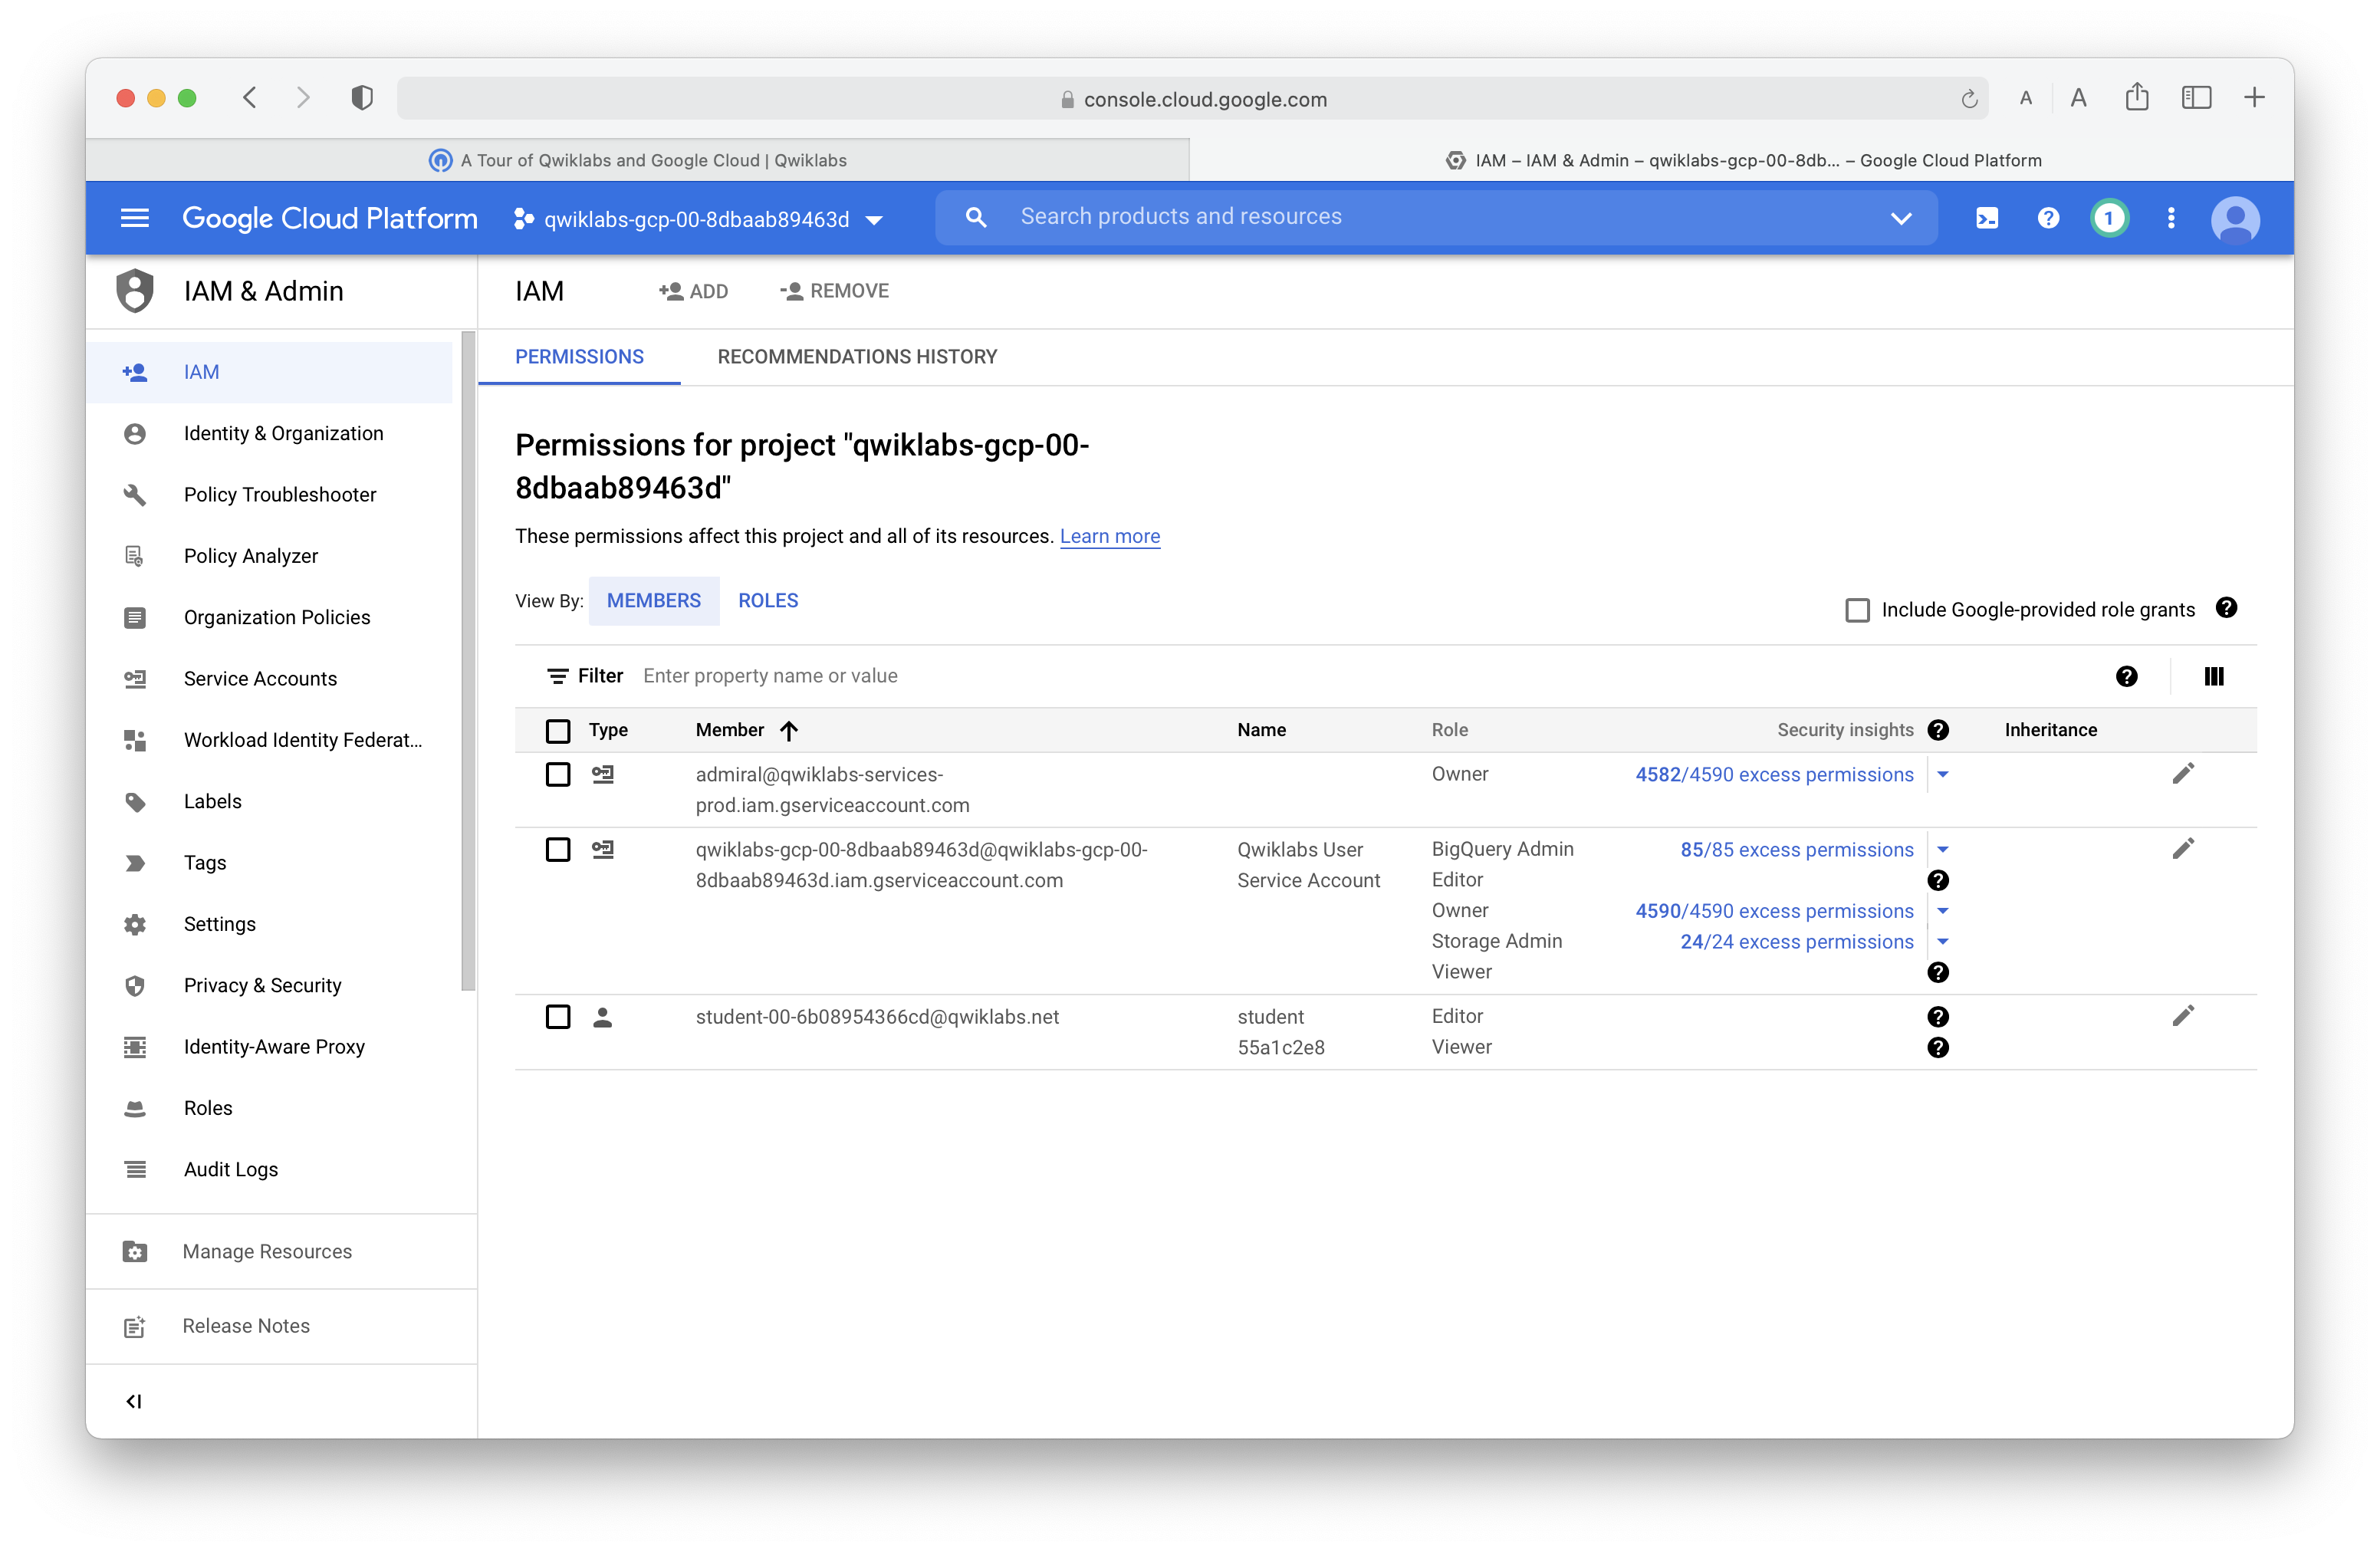 console.cloud.google.com
A
A
A Tour of Qwiklabs and Google Cloud | Qwiklabs
IAM – IAM & Admin – qwiklabs-gcp-00-8db... – Google Cloud Platform
Google Cloud Platform
qwiklabs-gcp-00-8dbaab89463d
Search products and resources
?
1
IAM & Admin
IAM
Identity & Organization
Policy Troubleshooter
Policy Analyzer
Organization Policies
Service Accounts
Workload Identity Federat...
Labels
Tags
Settings
Privacy & Security
Identity-Aware Proxy
Roles
Audit Logs
Manage Resources
Release Notes
IAM
ADD
REMOVE
PERMISSIONS
RECOMMENDATIONS HISTORY
Permissions for project "qwiklabs-gcp-00-
8dbaab89463d"
These permissions affect this project and all of its resources. Learn more
View By: MEMBERS ROLES
Include Google-provided role grants ?
Filter Enter property name or value ?
Type Member Name Role Security insights ? Inheritance
admiral@qwiklabs-services- Owner 4582/4590 excess permissions
prod.iam.gserviceaccount.com
qwiklabs-gcp-00-8dbaab89463d@qwiklabs-gcp-00- Qwiklabs User BigQuery Admin 85/85 excess permissions
8dbaab89463d.iam.gserviceaccount.com Service Account Editor ?
Owner 4590/4590 excess permissions
Storage Admin 24/24 excess permissions
Viewer ?
student-00-6b08954366cd@qwiklabs.net student Editor ?
55a1c2e8 Viewer ?